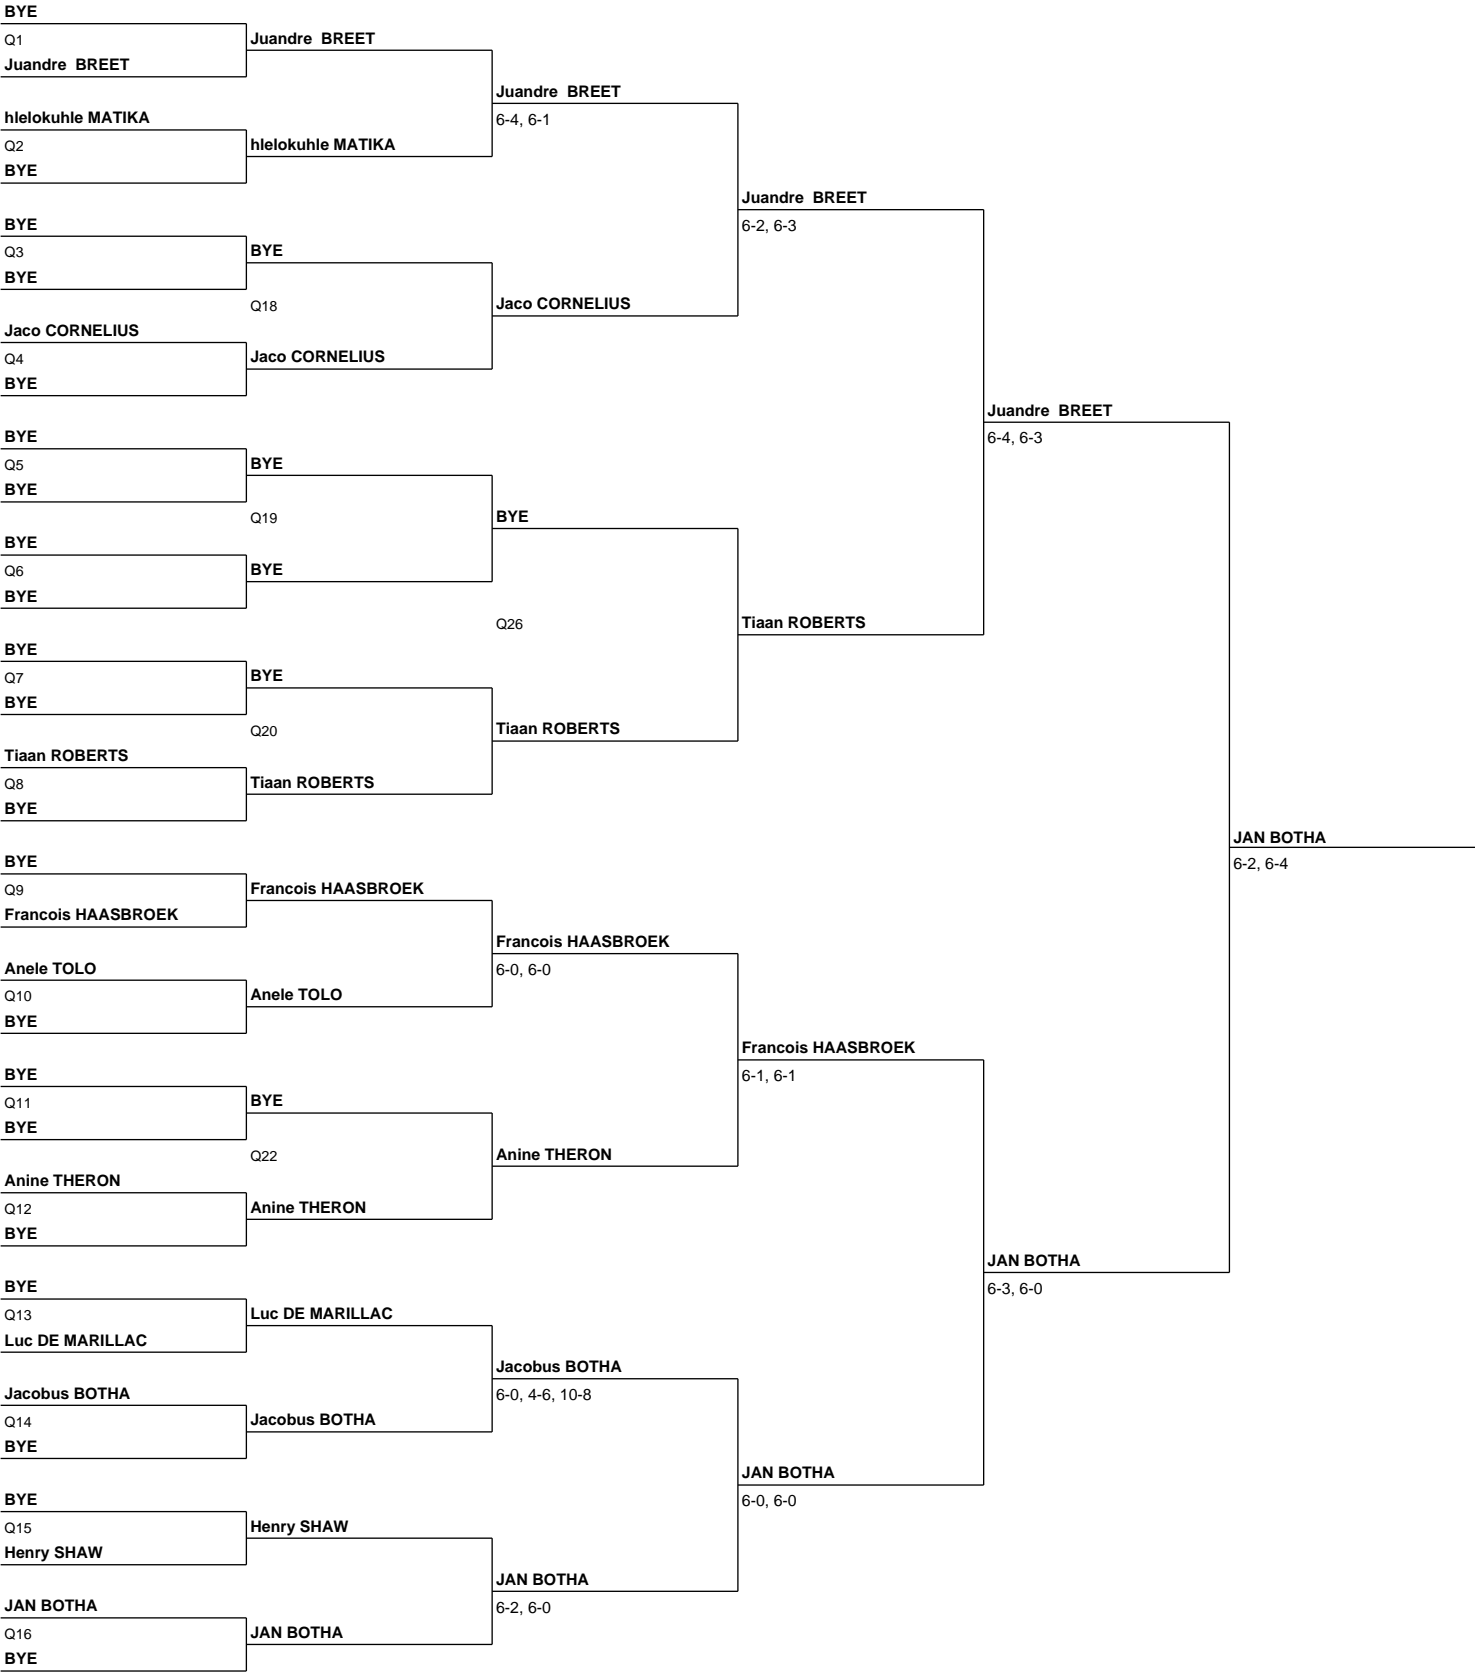 BYE
Q1
Juandre BREET
hlelokuhle MATIKA
Q2
BYE
BYE
Q3
BYE
Jaco CORNELIUS
Q4
BYE
BYE
Q5
BYE
BYE
Q6
BYE
BYE
Q7
BYE
Tiaan ROBERTS
Q8
BYE
BYE
Q9
Francois HAASBROEK
Anele TOLO
Q10
BYE
BYE
Q11
BYE
Anine THERON
Q12
BYE
BYE
Q13
Luc DE MARILLAC
Jacobus BOTHA
Q14
BYE
BYE
Q15
Henry SHAW
JAN BOTHA
Q16
BYE
Juandre BREET
hlelokuhle MATIKA
BYE
Q18
Jaco CORNELIUS
BYE
Q19
BYE
BYE
Q20
Tiaan ROBERTS
Francois HAASBROEK
Anele TOLO
BYE
Q22
Anine THERON
Luc DE MARILLAC
Jacobus BOTHA
Henry SHAW
JAN BOTHA
Juandre BREET
6-4, 6-1
Jaco CORNELIUS
BYE
Q26
Tiaan ROBERTS
Francois HAASBROEK
6-0, 6-0
Anine THERON
Jacobus BOTHA
6-0, 4-6, 10-8
JAN BOTHA
6-2, 6-0
Juandre BREET
6-2, 6-3
Tiaan ROBERTS
Francois HAASBROEK
6-1, 6-1
JAN BOTHA
6-0, 6-0
Juandre BREET
6-4, 6-3
JAN BOTHA
6-3, 6-0
JAN BOTHA
6-2, 6-4